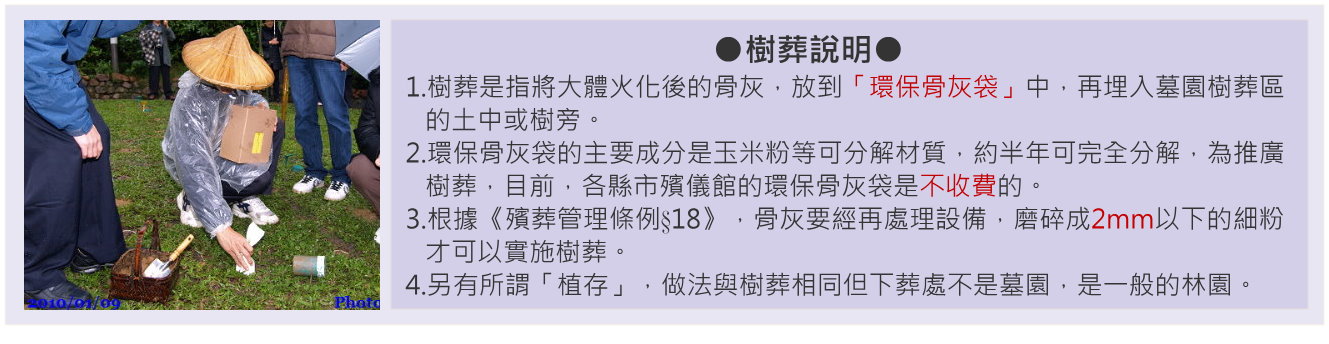 ●樹葬說明●
1.樹葬是指將大體火化後的骨灰，放到「環保骨灰袋」中，再埋入墓園樹葬區
的土中或樹旁。
2.環保骨灰袋的主要成分是玉米粉等可分解材質，約半年可完全分解，為推廣
樹葬，目前，各縣市殯儀館的環保骨灰袋是不收費的。
3.根據《殯葬管理條例§18》，骨灰要經再處理設備，磨碎成2mm以下的細粉
才可以實施樹葬。
4.另有所謂「植存」，做法與樹葬相同但下葬處不是墓園，是一般的林園。
2010/01/09
Photo